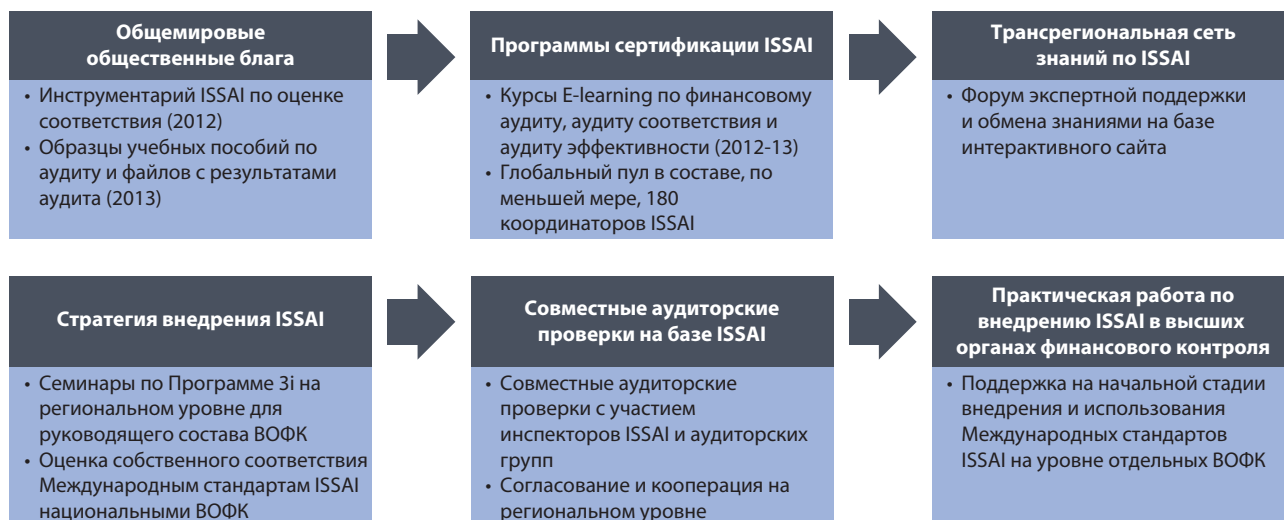 Общемировые
общественные блага
• Инструментарий ISSAI по оценке
соответствия (2012)
• Образцы учебных пособий по
аудиту и файлов с результатами
аудита (2013)
Программы сертификации ISSAI
• Курсы E-learning по финансовому
аудиту, аудиту соответствия и
аудиту эффективности (2012-13)
• Глобальный пул в составе, по
меньшей мере, 180
координаторов ISSAI
Трансрегиональная сеть
знаний по ISSAI
• Форум экспертной поддержки
и обмена знаниями на базе
интерактивного сайта
Стратегия внедрения ISSAI
• Семинары по Программе 3i на
региональном уровне для
руководящего состава ВОФК
• Оценка собственного соответствия
Международным стандартам ISSAI
национальными ВОФК
Совместные аудиторские
проверки на базе ISSAI
• Совместные аудиторские
проверки с участием
инспекторов ISSAI и аудиторских
групп
• Согласование и кооперация на
региональном уровне
Практическая работа по
внедрению ISSAI в высших
органах финансового контроля
• Поддержка на начальной стадии
внедрения и использования
Международных стандартов
ISSAI на уровне отдельных ВОФК